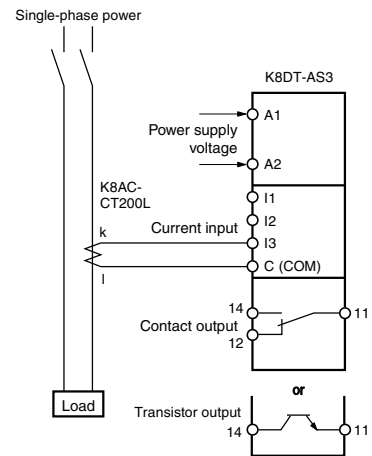 Single-phase power
K8DT-AS3
A1
Power supply
voltage
A2
K8AC-
CT200L
I1
I2
k
Current input
I3
C (COM)
l
14
11
Contact output
12
or
Load
Transistor output
14
11